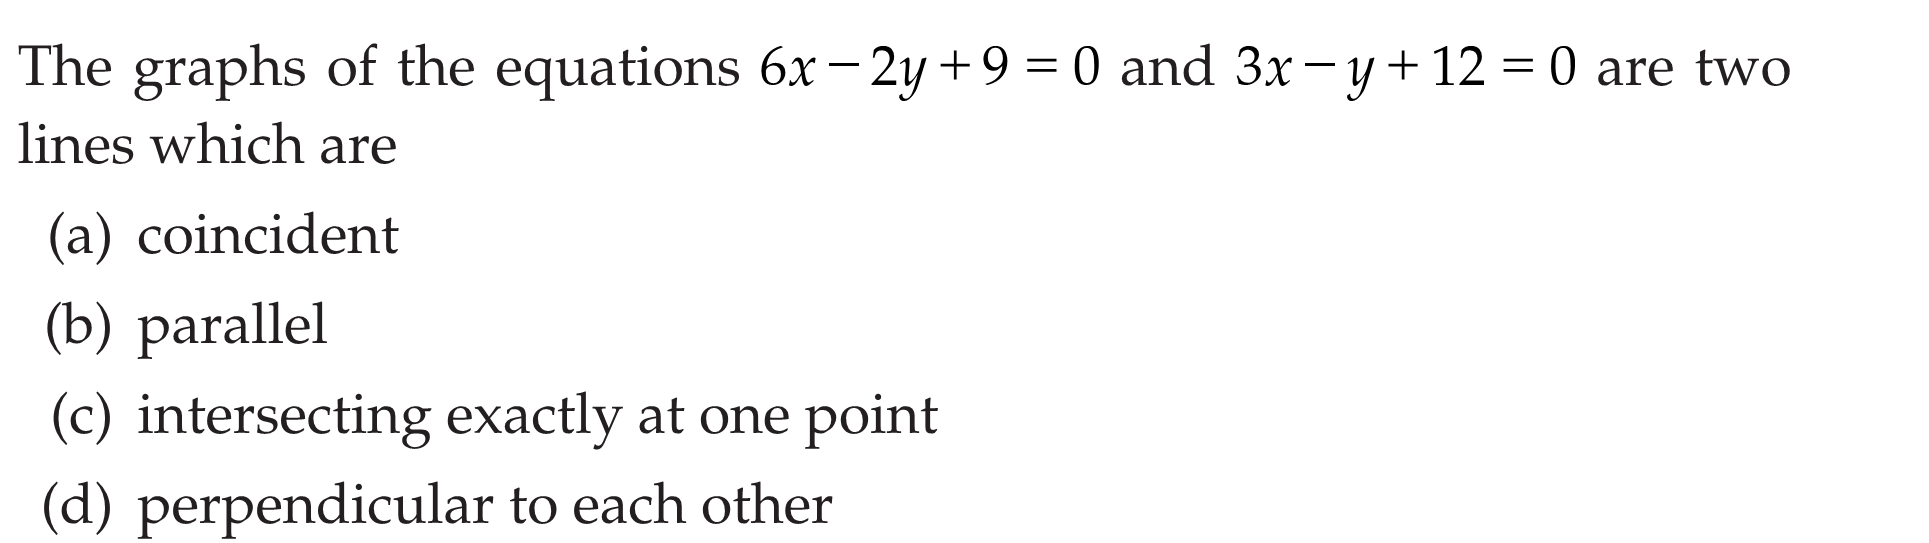 The graphs of the equations 6x − 2y + 9 = 0 and 3x − y + 12 = 0 are two
lines which are
(a) coincident
(b) parallel
(c) intersecting exactly at one point
(d) perpendicular to each other